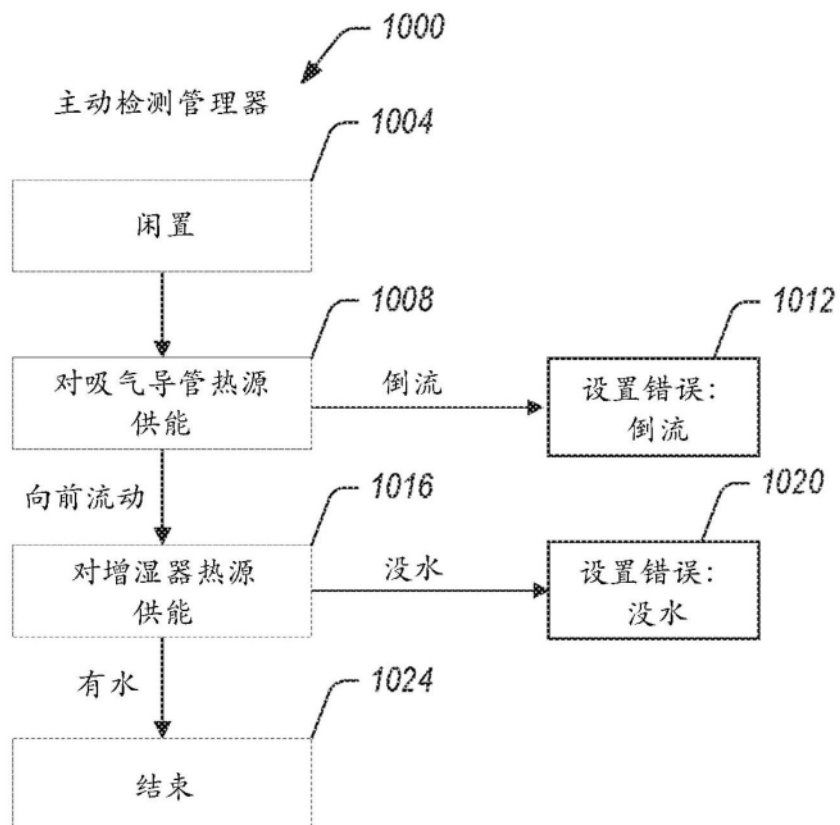 1000
主动检测管理器
1004
闲置
1008
1012
对吸气导管热源
供能
倒流
设置错误:
倒流
向前流动
1016
1020
对增湿器热源
供能
没水
设置错误:
没水
有水
1024
结束